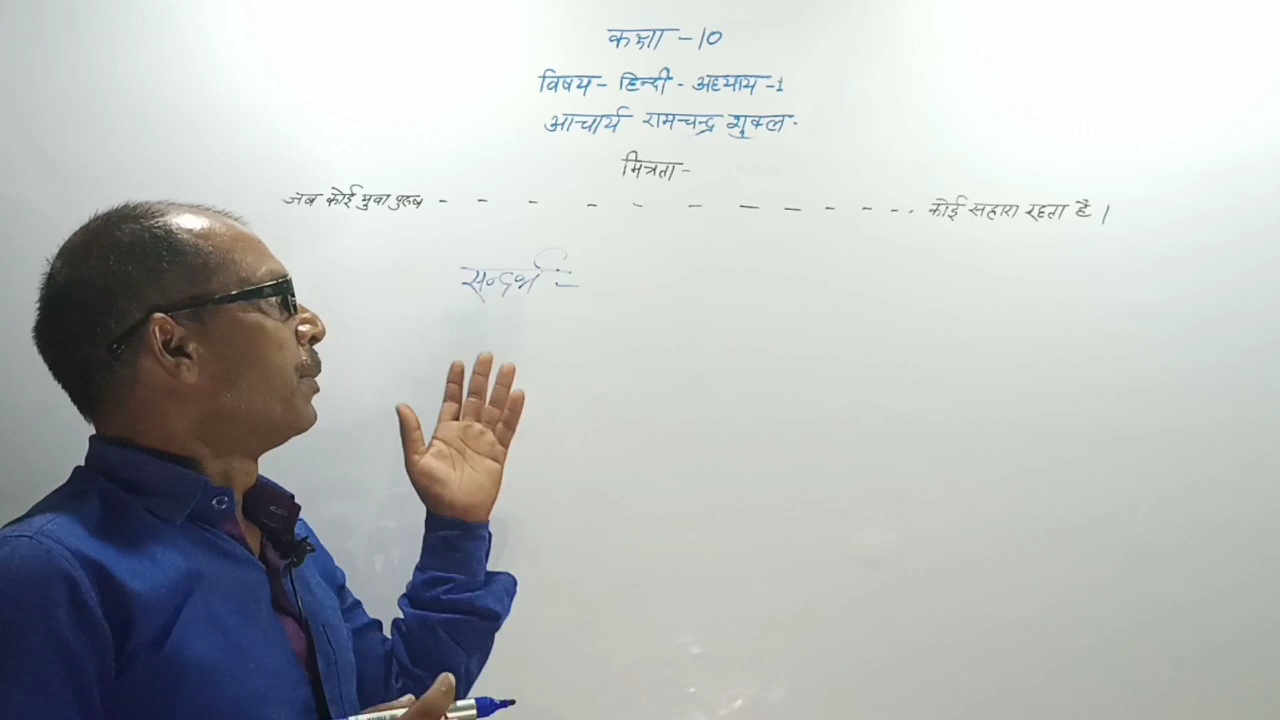 कक्षा - 10
विषय - हिन्दी - अध्याय -1
आचार्य रामचन्द्र शुक्ल -
मित्रता -
जब कोई युवा पुरुष - - - - - - - - - - - - . कोई सहारा रहता है ।
सन्दर्भ :-